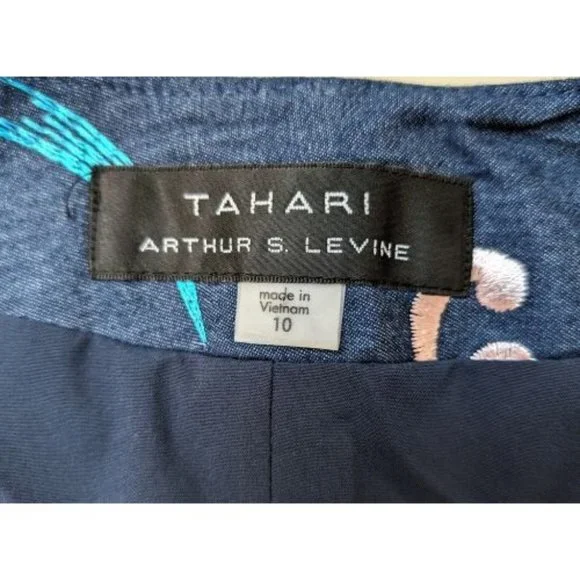 TAHARI
ARTHUR S. LEVINE
made in
Vietnam
10